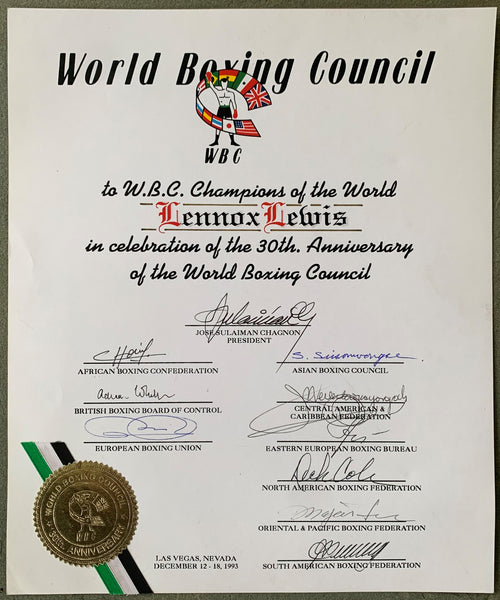 World Boxing Council
WBC
to W.B.C. Champions of the World
Lennox Lewis
in celebration of the 30th. Anniversary
of the World Boxing Council
JOSE SULAIMAN CHAGNON
PRESIDENT
AFRICAN BOXING CONFEDERATION
ASIAN BOXING COUNCIL
BRITISH BOXING BOARD OF CONTROL
CENTRAL AMERICAN &
CARIBBEAN FEDERATION
EUROPEAN BOXING UNION
EASTERN EUROPEAN BOXING BUREAU
Dick Cole
NORTH AMERICAN BOXING FEDERATION
ORIENTAL & PACIFIC BOXING FEDERATION
SOUTH AMERICAN BOXING FEDERATION
WORLD BOXING COUNCIL
WBC
30th ANNIVERSARY
LAS VEGAS, NEVADA
DECEMBER 12 - 18, 1993